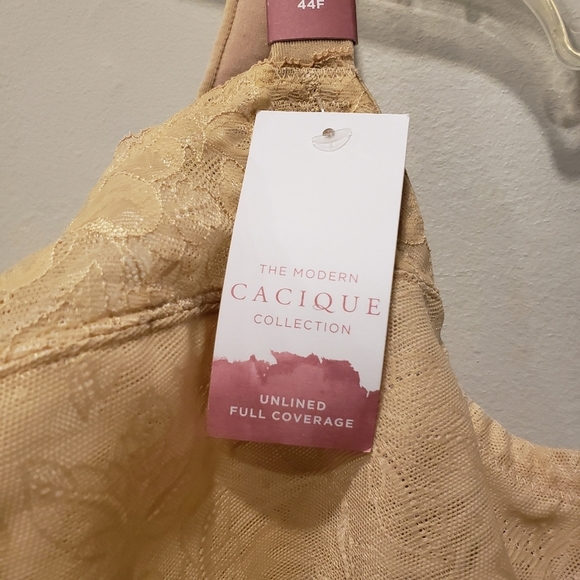 44F
THE MODERN
CACIQUE
COLLECTION
UNLINED
FULL COVERAGE